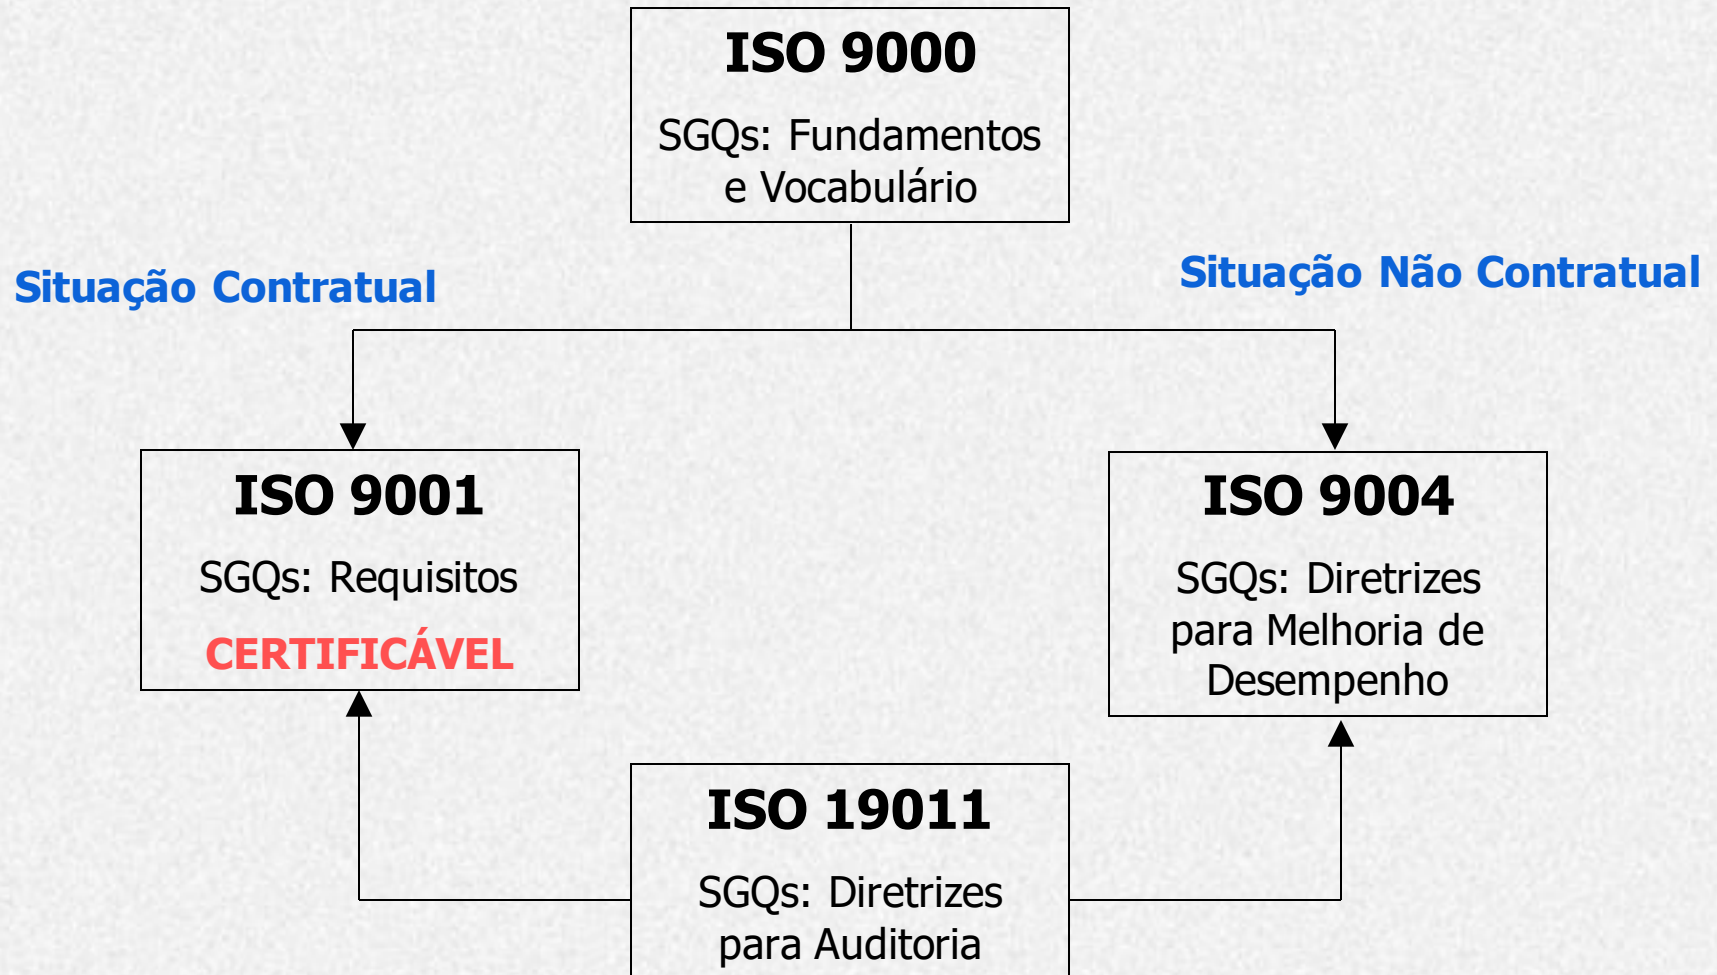 ISO 9000
SGQs: Fundamentos
e Vocabulário
Situação Contratual
Situação Não Contratual
ISO 9001
SGQs: Requisitos
CERTIFICÁVEL
ISO 9004
SGQs: Diretrizes
para Melhoria de
Desempenho
ISO 19011
SGQs: Diretrizes
para Auditoria